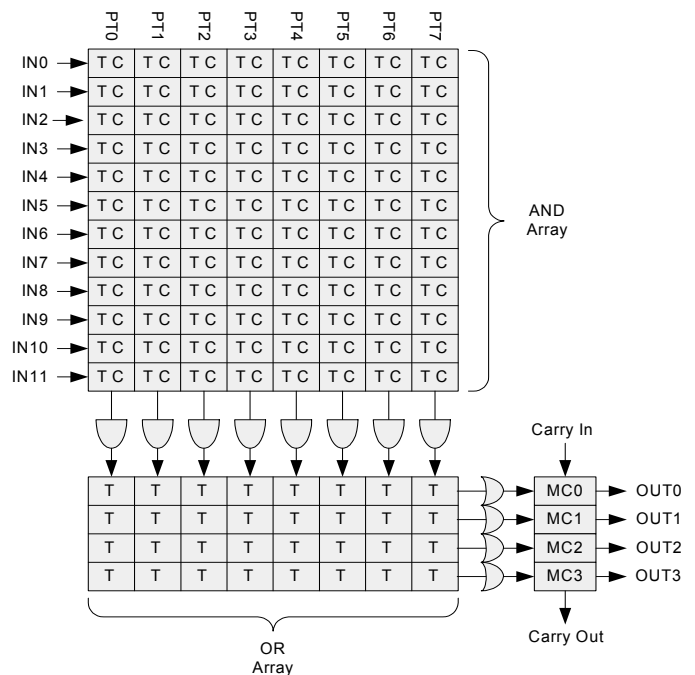 PT0 PT1 PT2 PT3 PT4 PT5 PT6 PT7
IN0 T C T C T C T C T C T C T C T C
IN1 T C T C T C T C T C T C T C T C
IN2 T C T C T C T C T C T C T C T C
IN3 T C T C T C T C T C T C T C T C
IN4 T C T C T C T C T C T C T C T C
IN5 T C T C T C T C T C T C T C T C
IN6 T C T C T C T C T C T C T C T C
IN7 T C T C T C T C T C T C T C T C
IN8 T C T C T C T C T C T C T C T C
IN9 T C T C T C T C T C T C T C T C
IN10 T C T C T C T C T C T C T C T C
IN11 T C T C T C T C T C T C T C T C
AND
Array
Carry In
T T T T T T T T MC0 OUT0
T T T T T T T T MC1 OUT1
T T T T T T T T MC2 OUT2
T T T T T T T T MC3 OUT3
Carry Out
OR
Array